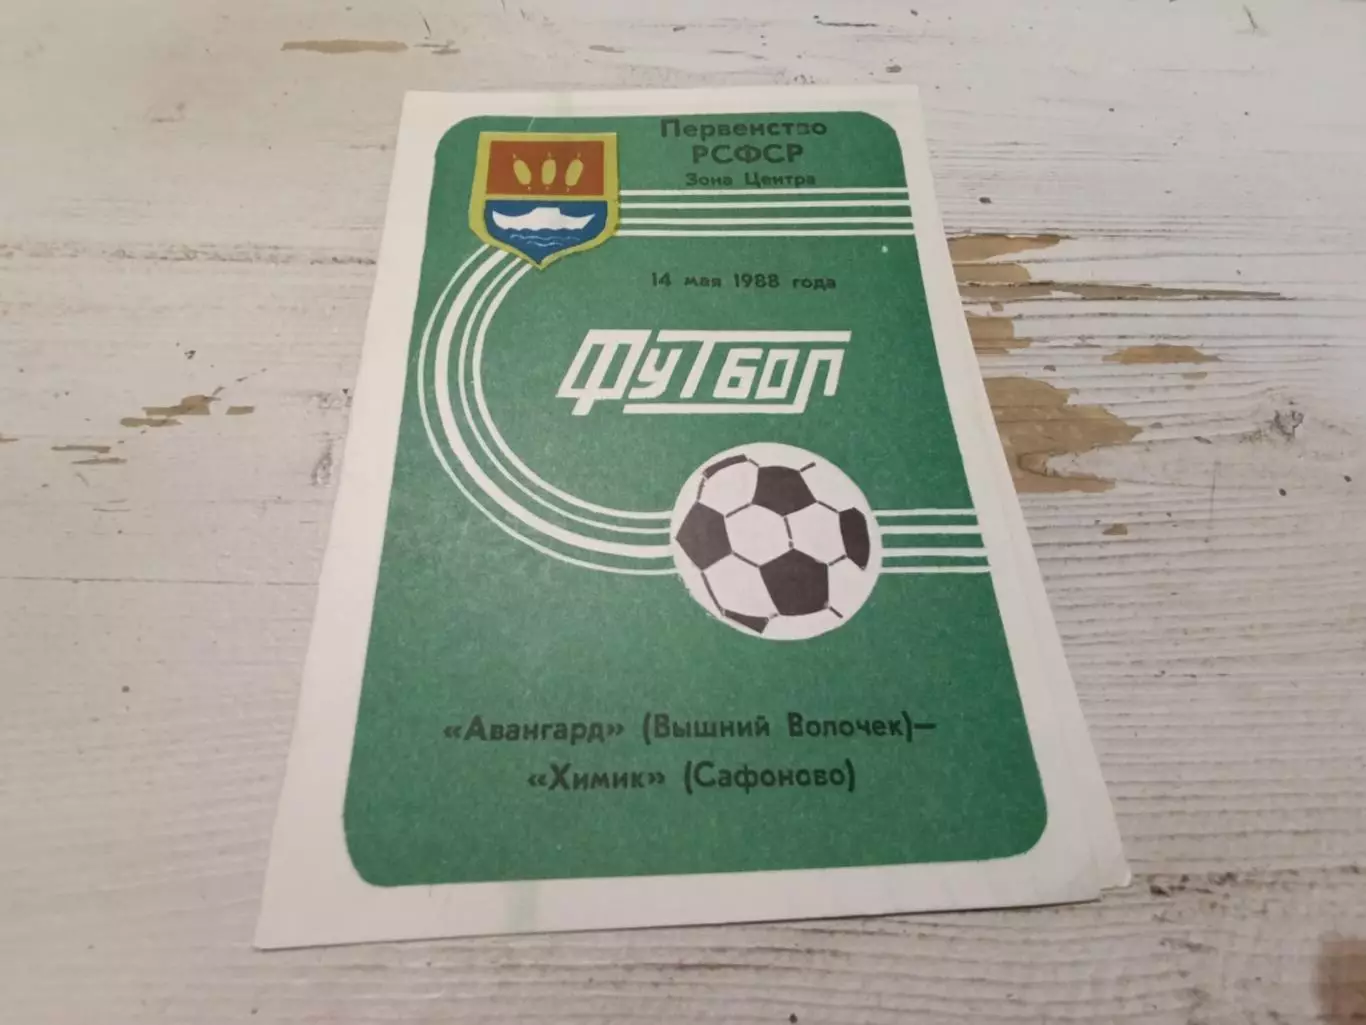 Первенство
РСФСР
Зона Центра
14 мая 1988 года
ФУТБОЛ
«Авангард» (Вышний Волочек)—
«Химик» (Сафоново)